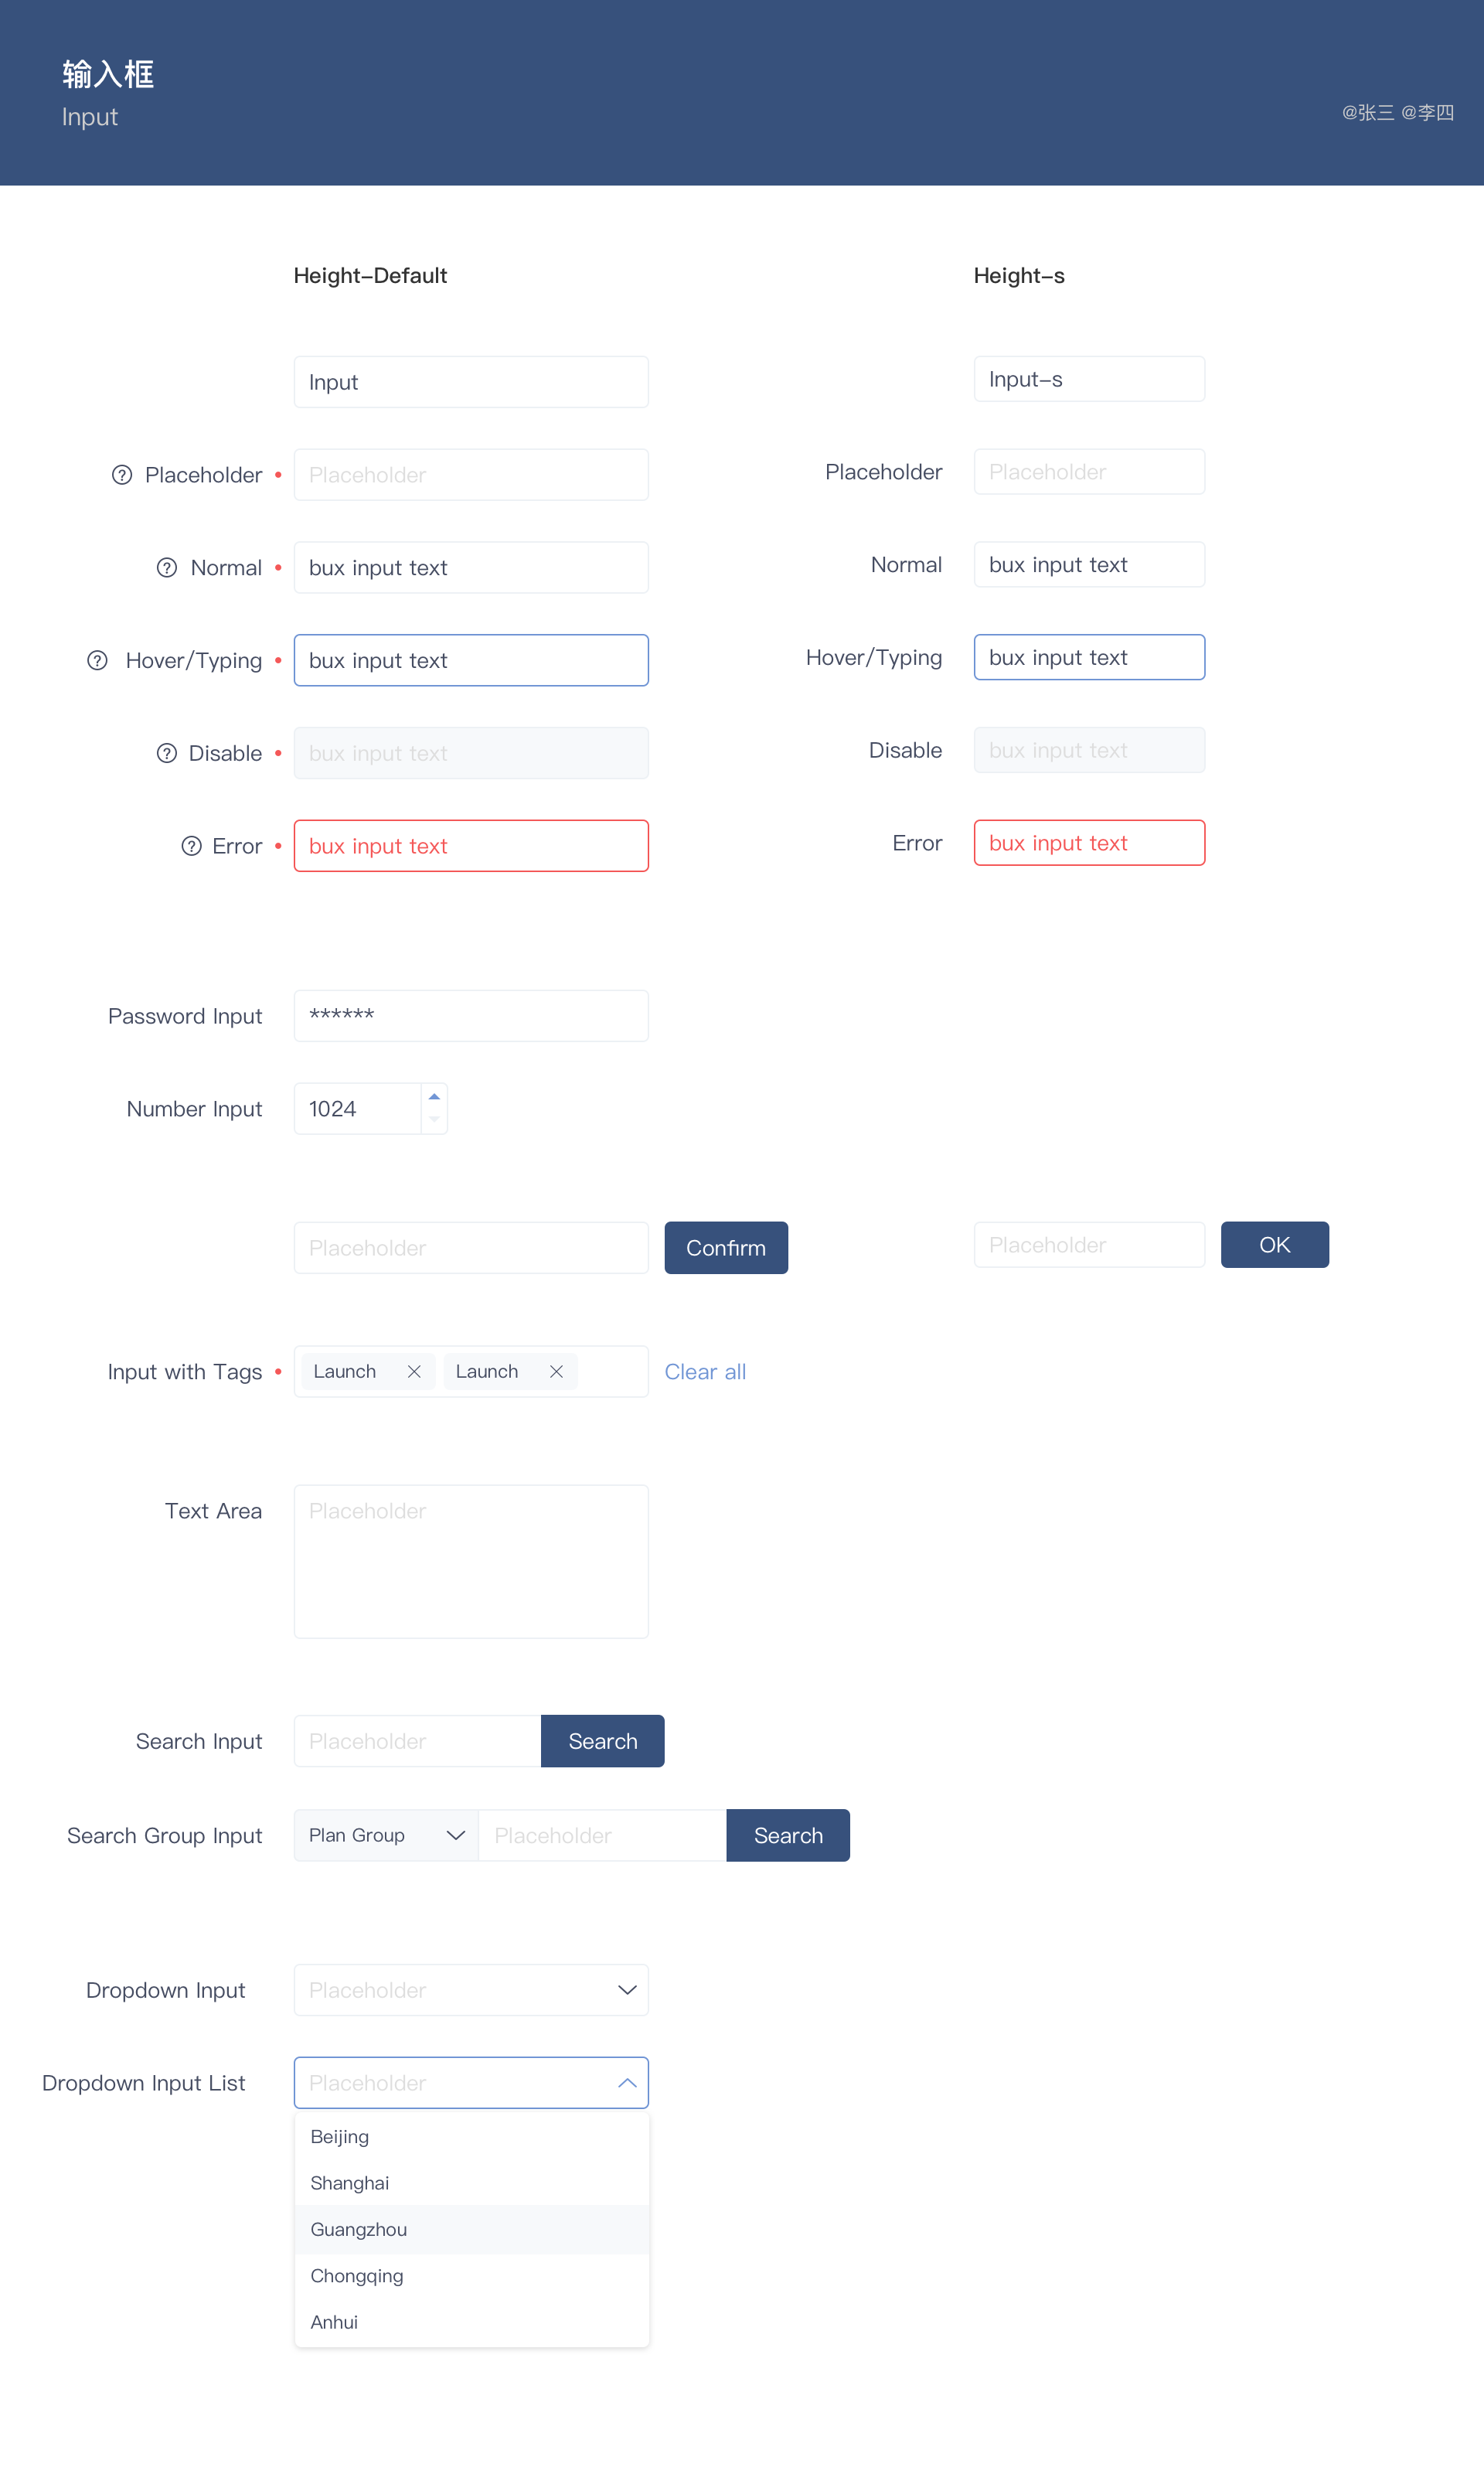 输入框
Input
@张三 @李四
Height-Default
Height-s
Input
Input-s
Placeholder
Placeholder
Placeholder
Placeholder
Normal
bux input text
Normal
bux input text
Hover/Typing
bux input text
Hover/Typing
bux input text
Disable
bux input text
Disable
bux input text
Error
bux input text
Error
bux input text
Password Input
******
Number Input
1024
Placeholder
Confirm
Placeholder
OK
Input with Tags
Launch
Launch
Clear all
Text Area
Placeholder
Search Input
Placeholder
Search
Search Group Input
Plan Group
Placeholder
Search
Dropdown Input
Placeholder
Dropdown Input List
Placeholder
Beijing
Shanghai
Guangzhou
Chongqing
Anhui